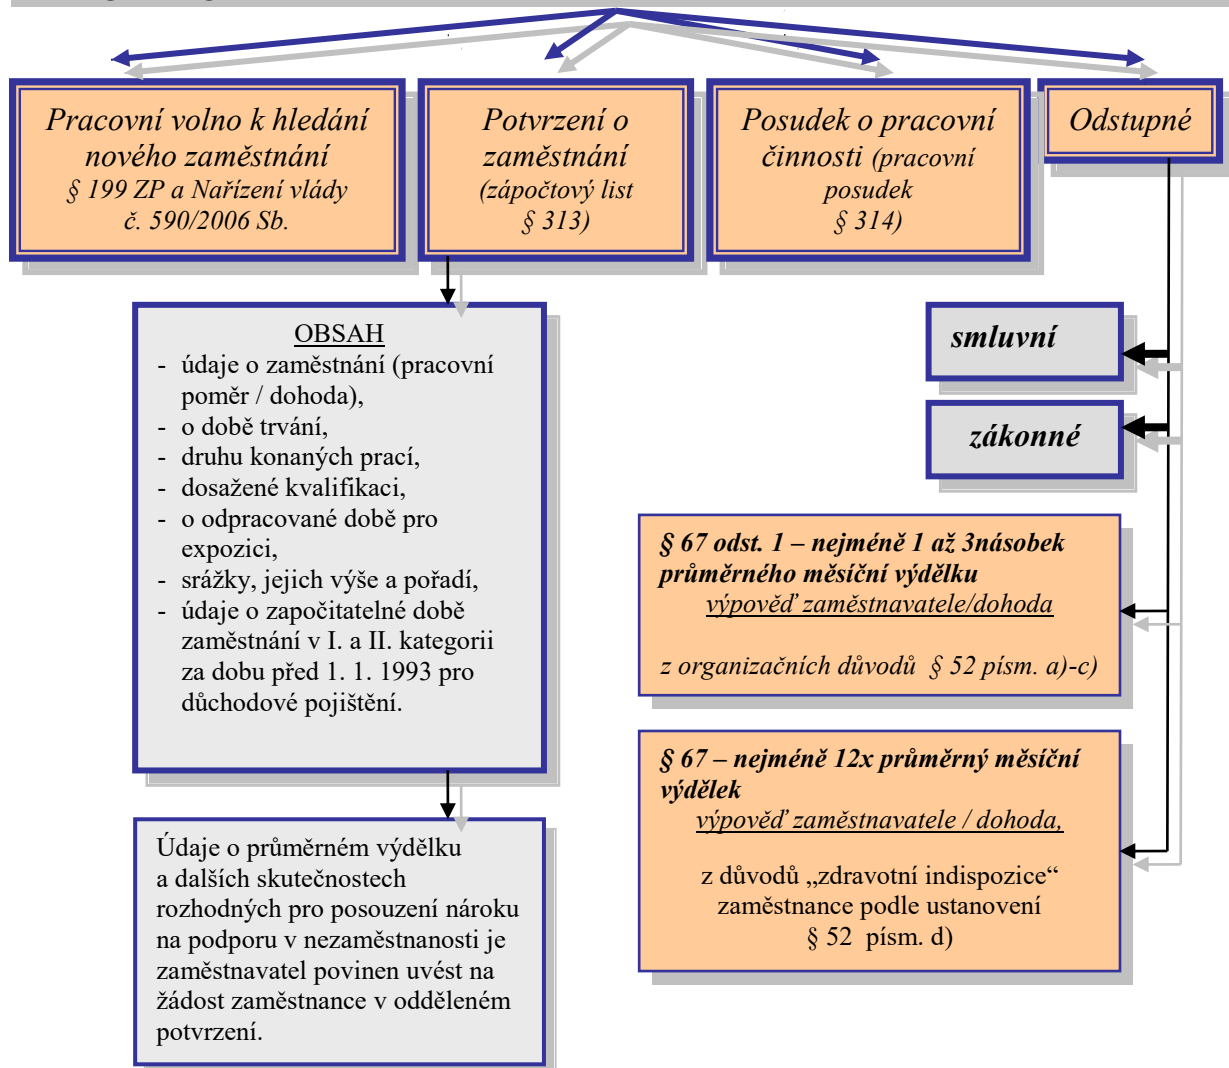 Pracovní volno k hledání
nového zaměstnání
§ 199 ZP a Nařízení vlády
č. 590/2006 Sb.
Potvrzení o
zaměstnání
(zápočtový list
§ 313)
Posudek o pracovní
činnosti (pracovní
posudek
§ 314)
Odstupné
OBSAH
- údaje o zaměstnání (pracovní
poměr / dohoda),
- o době trvání,
- druhu konaných prací,
- dosažené kvalifikaci,
- o odpracované době pro
expozici,
- srážky, jejich výše a pořadí,
- údaje o započitatelné době
zaměstnání v I. a II. kategorii
za dobu před 1. 1. 1993 pro
důchodové pojištění.
Údaje o průměrném výdělku
a dalších skutečnostech
rozhodných pro posouzení nároku
na podporu v nezaměstnanosti je
zaměstnavatel povinen uvést na
žádost zaměstnance v odděleném
potvrzení.
smluvní
zákonné
§ 67 odst. 1 – nejméně 1 až 3násobek
průměrného měsíční výdělku
výpověď zaměstnavatele/dohoda
z organizačních důvodů § 52 písm. a)-c)
§ 67 – nejméně 12x průměrný měsíční
výdělek
výpověď zaměstnavatele / dohoda,
z důvodů „zdravotní indispozice“
zaměstnance podle ustanovení
§ 52 písm. d)